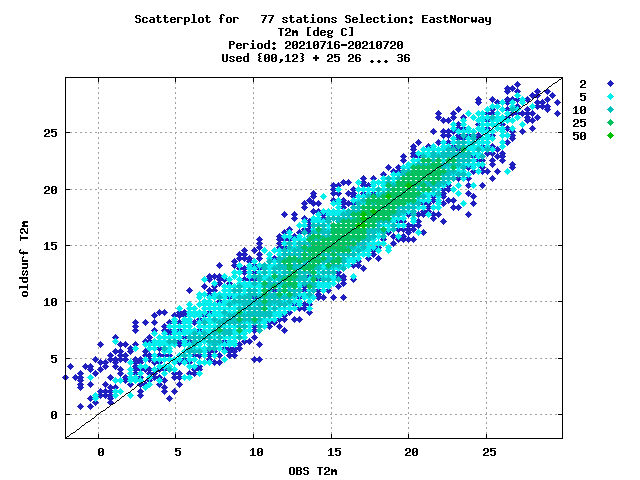 Scatterplot for   77 stations Selection: EastNorway
T2m [deg C]
Period: 20210716-20210720
Used {00,12} + 25 26 ... 36
2
5
10
25
50
25
20
15
10
5
0
oldsurf T2m
0 5 10 15 20 25
OBS T2m